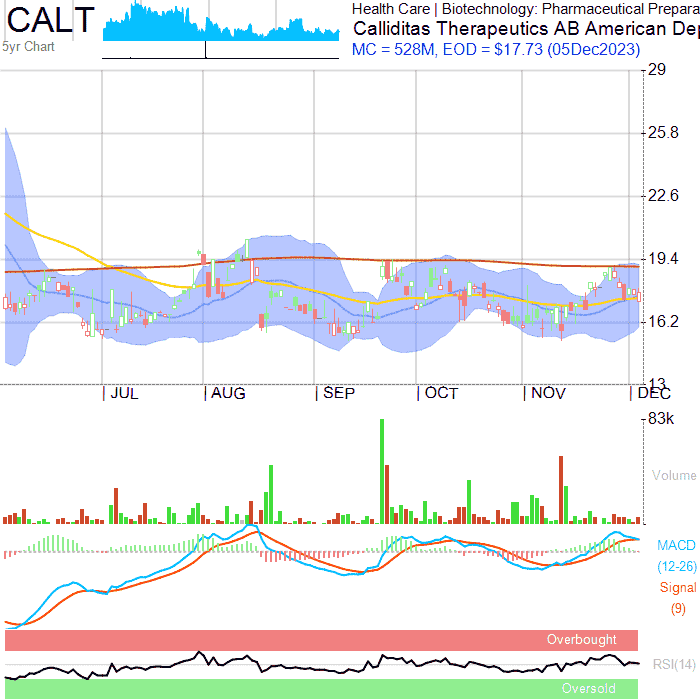 CALT
5yr Chart
Health Care | Biotechnology: Pharmaceutical Prepara
Calliditas Therapeutics AB American Dep
MC = 528M, EOD = $17.73 (05Dec2023)
29
25.8
22.6
19.4
16.2
13
JUL
AUG
SEP
OCT
NOV
DEC
83k
Volume
MACD
(12-26)
Signal
(9)
Overbought
RSI(14)
Oversold